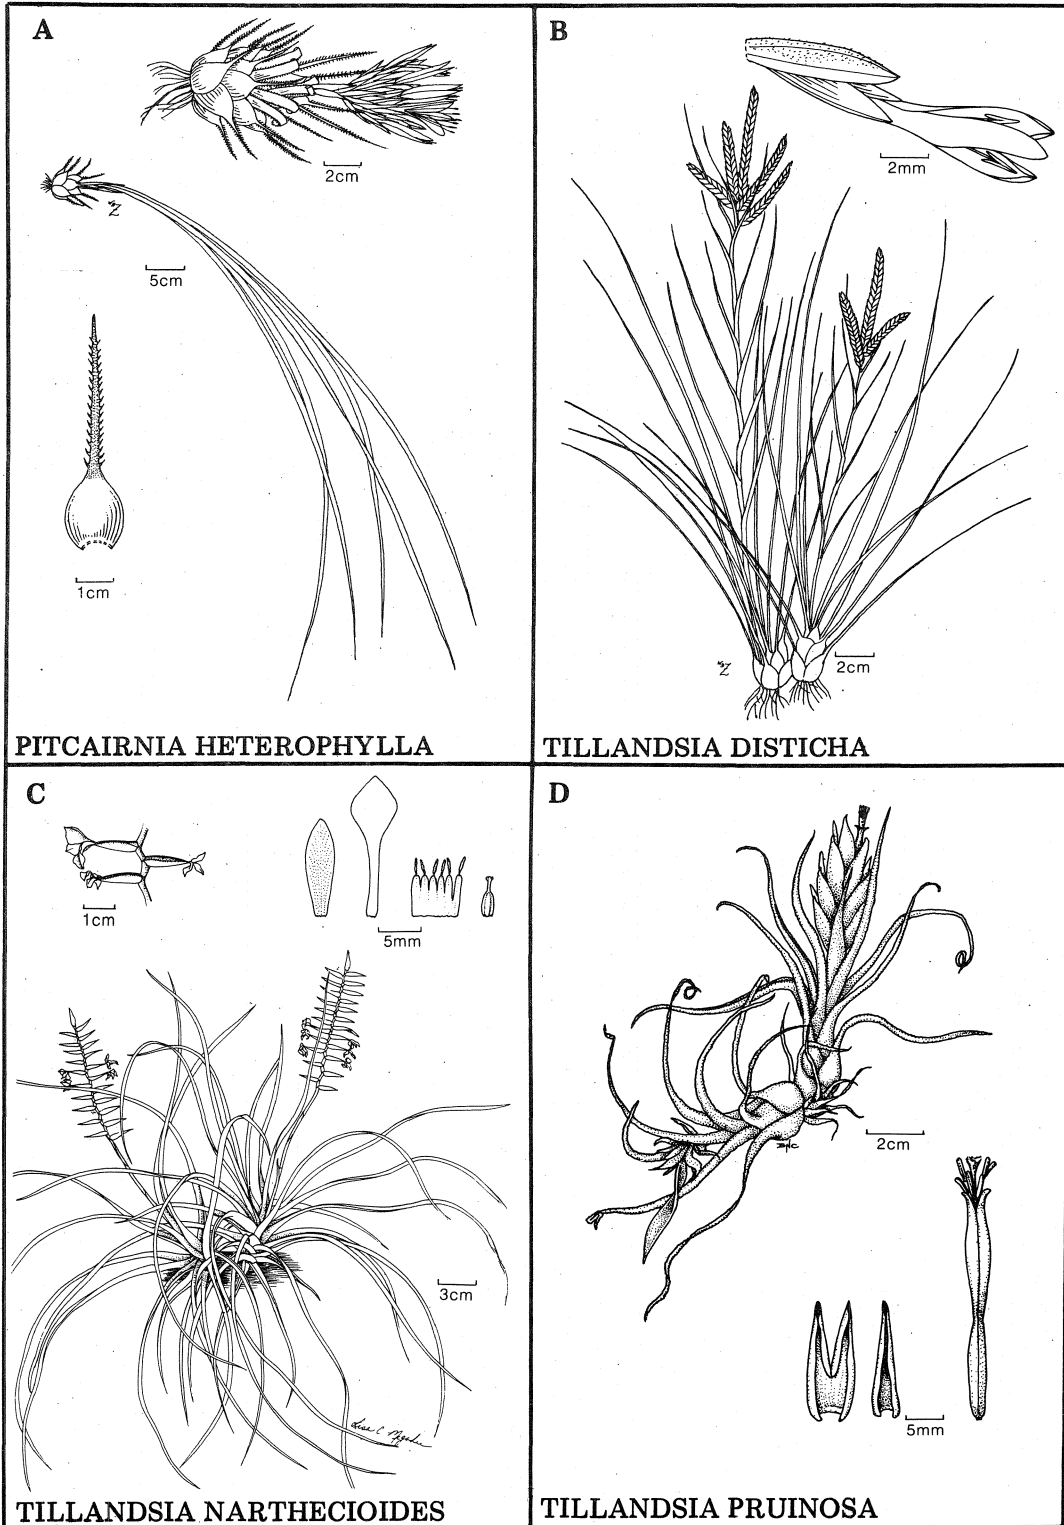 A
2cm
5cm
1cm
PITCAIRNIA HETEROPHYLLA
B
2mm
2cm
TILLANDSIA DISTICHA
C
1cm
5mm
3cm
TILLANDSIA NARTHECIOIDES
D
2cm
5mm
TILLANDSIA PRUINOSA